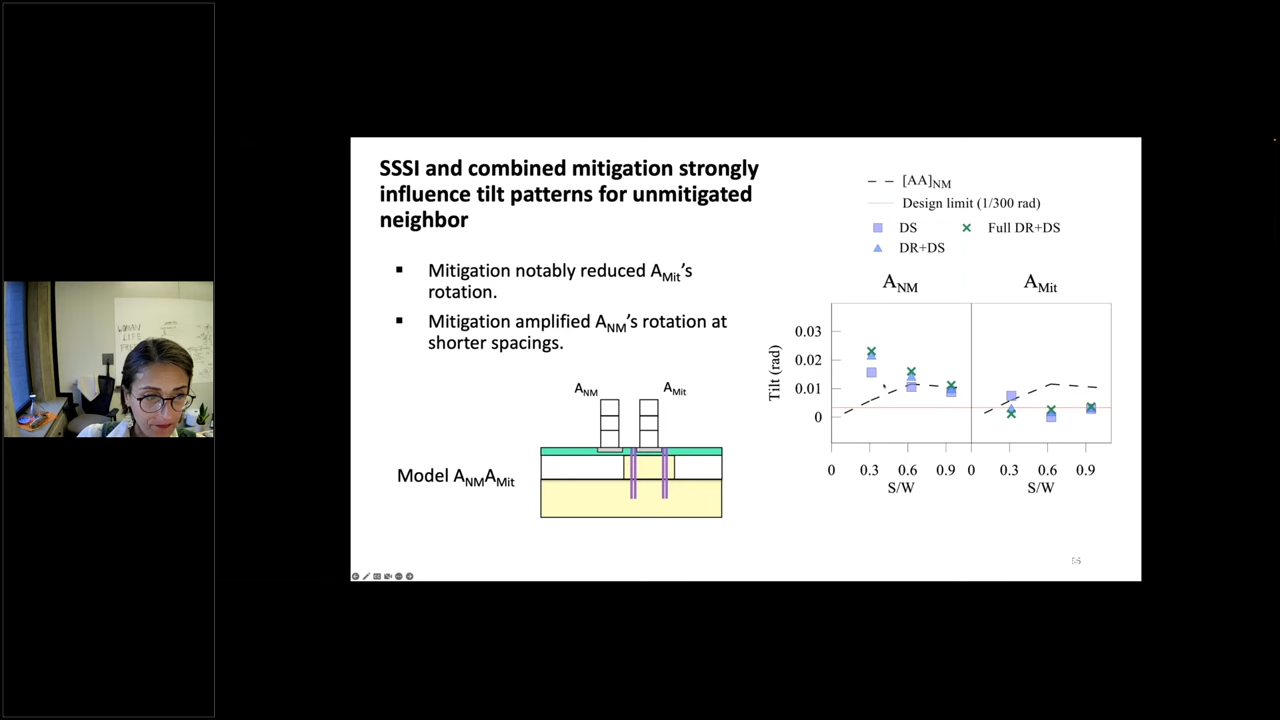 SSSI and combined mitigation strongly
influence tilt patterns for unmitigated
neighbor
▪ Mitigation notably reduced AMit's
rotation.
▪ Mitigation amplified ANM's rotation at
shorter spacings.
ANM AMit
Model ANMAMit
[AA]NM
Design limit (1/300 rad)
DS Full DR+DS
DR+DS
ANM AMit
Tilt (rad)
0.03
0.02
0.01
0
0 0.3 0.6 0.9 0 0.3 0.6 0.9
S/W S/W
WOMAN
LIFE